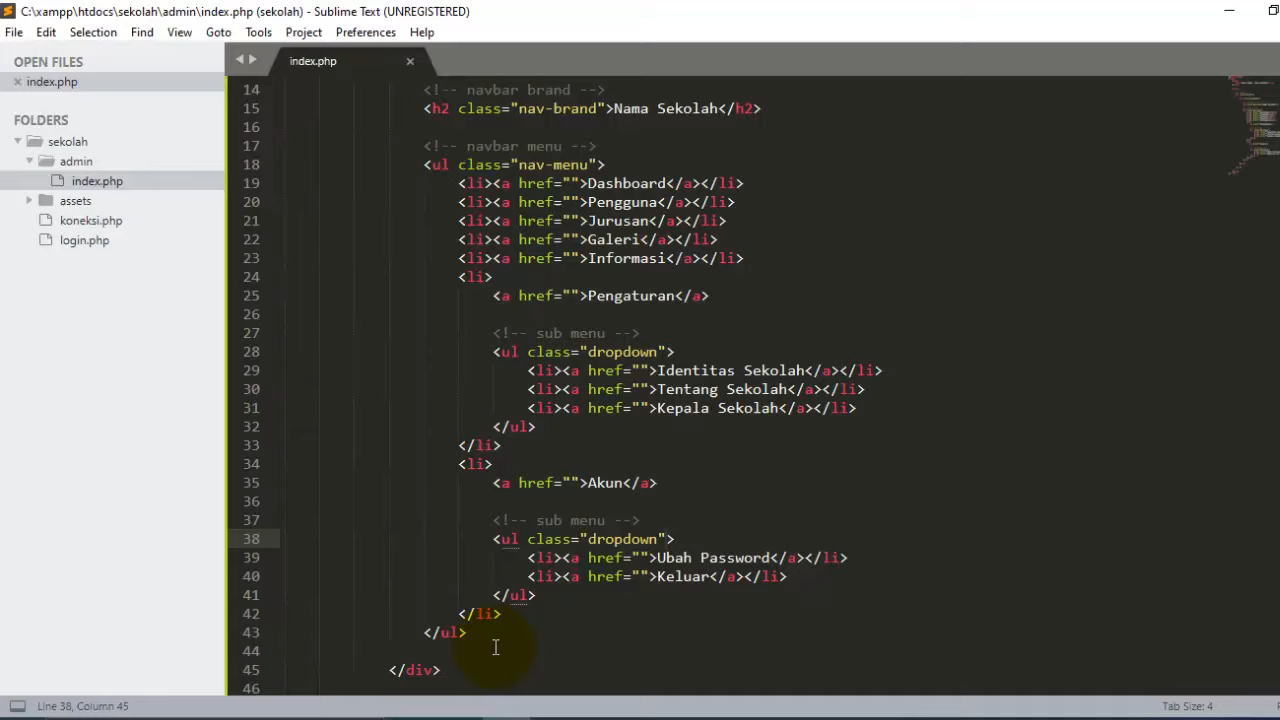 C:\xampp\htdocs\sekolah\admin\index.php (sekolah) - Sublime Text (UNREGISTERED)
File Edit Selection Find View Goto Tools Project Preferences Help
OPEN FILES
index.php
FOLDERS
sekolah
admin
index.php
assets
koneksi.php
login.php
index.php
14 <!-- navbar brand -->
15 <h2 class="nav-brand">Nama Sekolah</h2>
16
17 <!-- navbar menu -->
18 <ul class="nav-menu">
19 <li><a href="">Dashboard</a></li>
20 <li><a href="">Pengguna</a></li>
21 <li><a href="">Jurusan</a></li>
22 <li><a href="">Galeri</a></li>
23 <li><a href="">Informasi</a></li>
24 <li>
25 <a href="">Pengaturan</a>
26
27 <!-- sub menu -->
28 <ul class="dropdown">
29 <li><a href="">Identitas Sekolah</a></li>
30 <li><a href="">Tentang Sekolah</a></li>
31 <li><a href="">Kepala Sekolah</a></li>
32 </ul>
33 </li>
34 <li>
35 <a href="">Akun</a>
36
37 <!-- sub menu -->
38 <ul class="dropdown">
39 <li><a href="">Ubah Password</a></li>
40 <li><a href="">Keluar</a></li>
41 </ul>
42 </li>
43 </ul>
44
45 </div>
46
Line 38, Column 45
Tab Size: 4